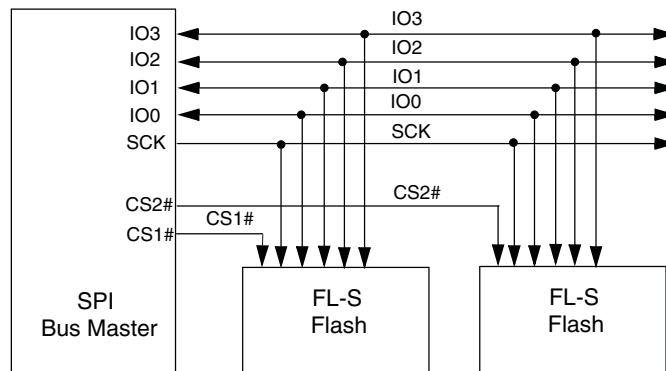 IO3
IO3
IO2
IO2
IO1
IO1
IO0
IO0
SCK
SCK
CS2#
CS2#
CS1#
CS1#
SPI
Bus Master
FL-S
Flash
FL-S
Flash